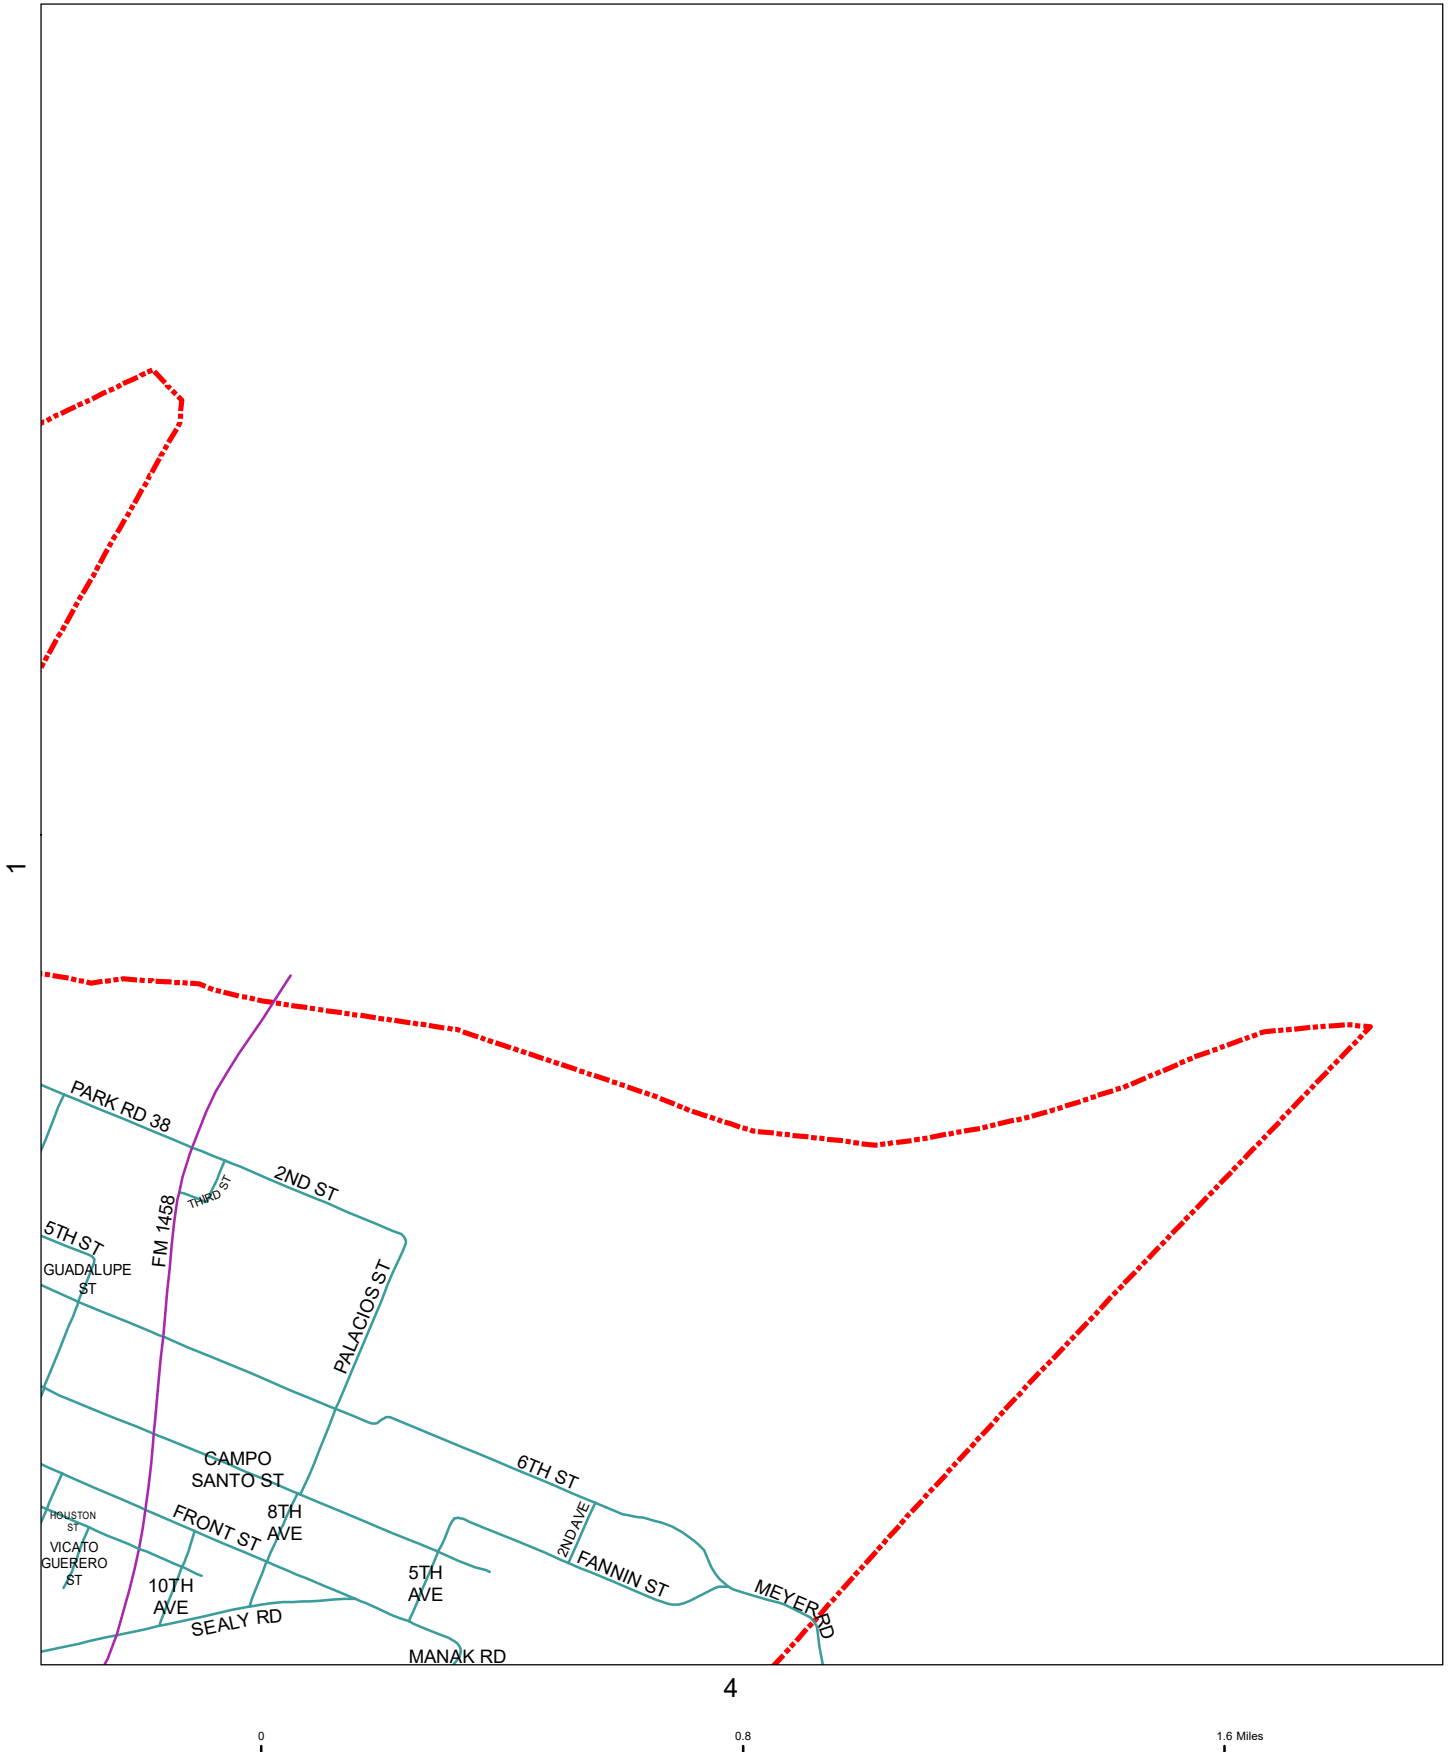 1
PARK RD 38
2ND ST
THIRD ST
FM 1458
5TH ST
GUADALUPE
ST
PALACIOS ST
CAMPO
SANTO ST
6TH ST
HOUSTON
ST
FRONT ST
8TH
AVE
2ND AVE
VICATO
GUERERO
ST
10TH
AVE
5TH
AVE
FANNIN ST
MEYER RD
SEALY RD
MANAK RD
4
0
0.8
1.6 Miles